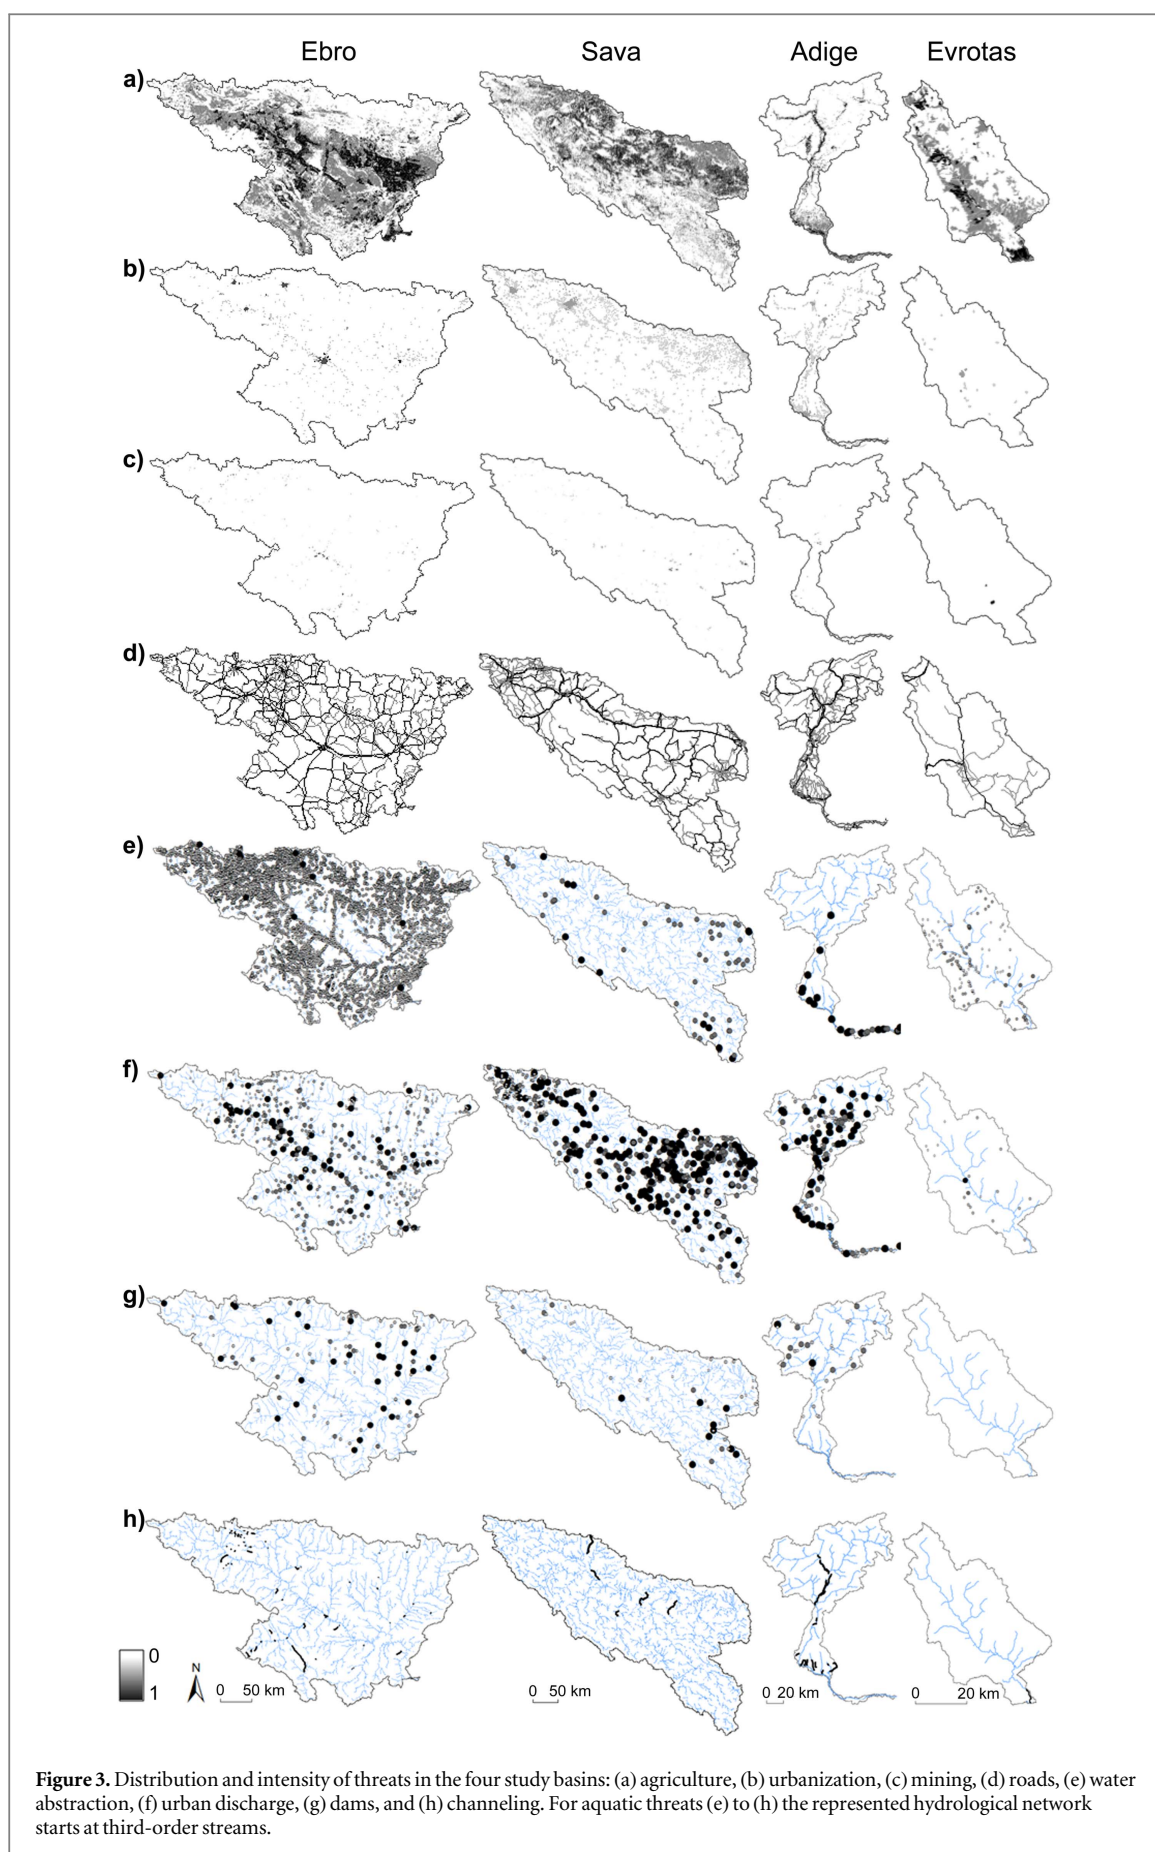 Ebro Sava Adige Evrotas
a)
b)
c)
d)
e)
f)
g)
h)
0
1
N
0 50 km
0 50 km
0 20 km
0 20 km
Figure 3. Distribution and intensity of threats in the four study basins: (a) agriculture, (b) urbanization, (c) mining, (d) roads, (e) water
abstraction, (f) urban discharge, (g) dams, and (h) channeling. For aquatic threats (e) to (h) the represented hydrological network
starts at third-order streams.